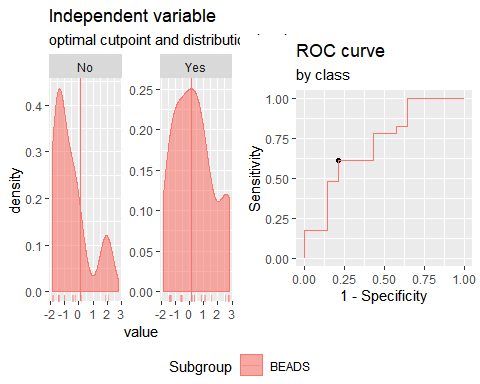 Independent variable
optimal cutpoint and distributio
No
Yes
density
0.4
0.3
0.2
0.1
0.0
0.25
0.20
0.15
0.10
0.05
0.00
-2 -1 0 1 2 3
-2 -1 0 1 2 3
value
ROC curve
by class
Sensitivity
1.00
0.75
0.50
0.25
0.00
0.00 0.25 0.50 0.75 1.00
1 - Specificity
Subgroup BEADS